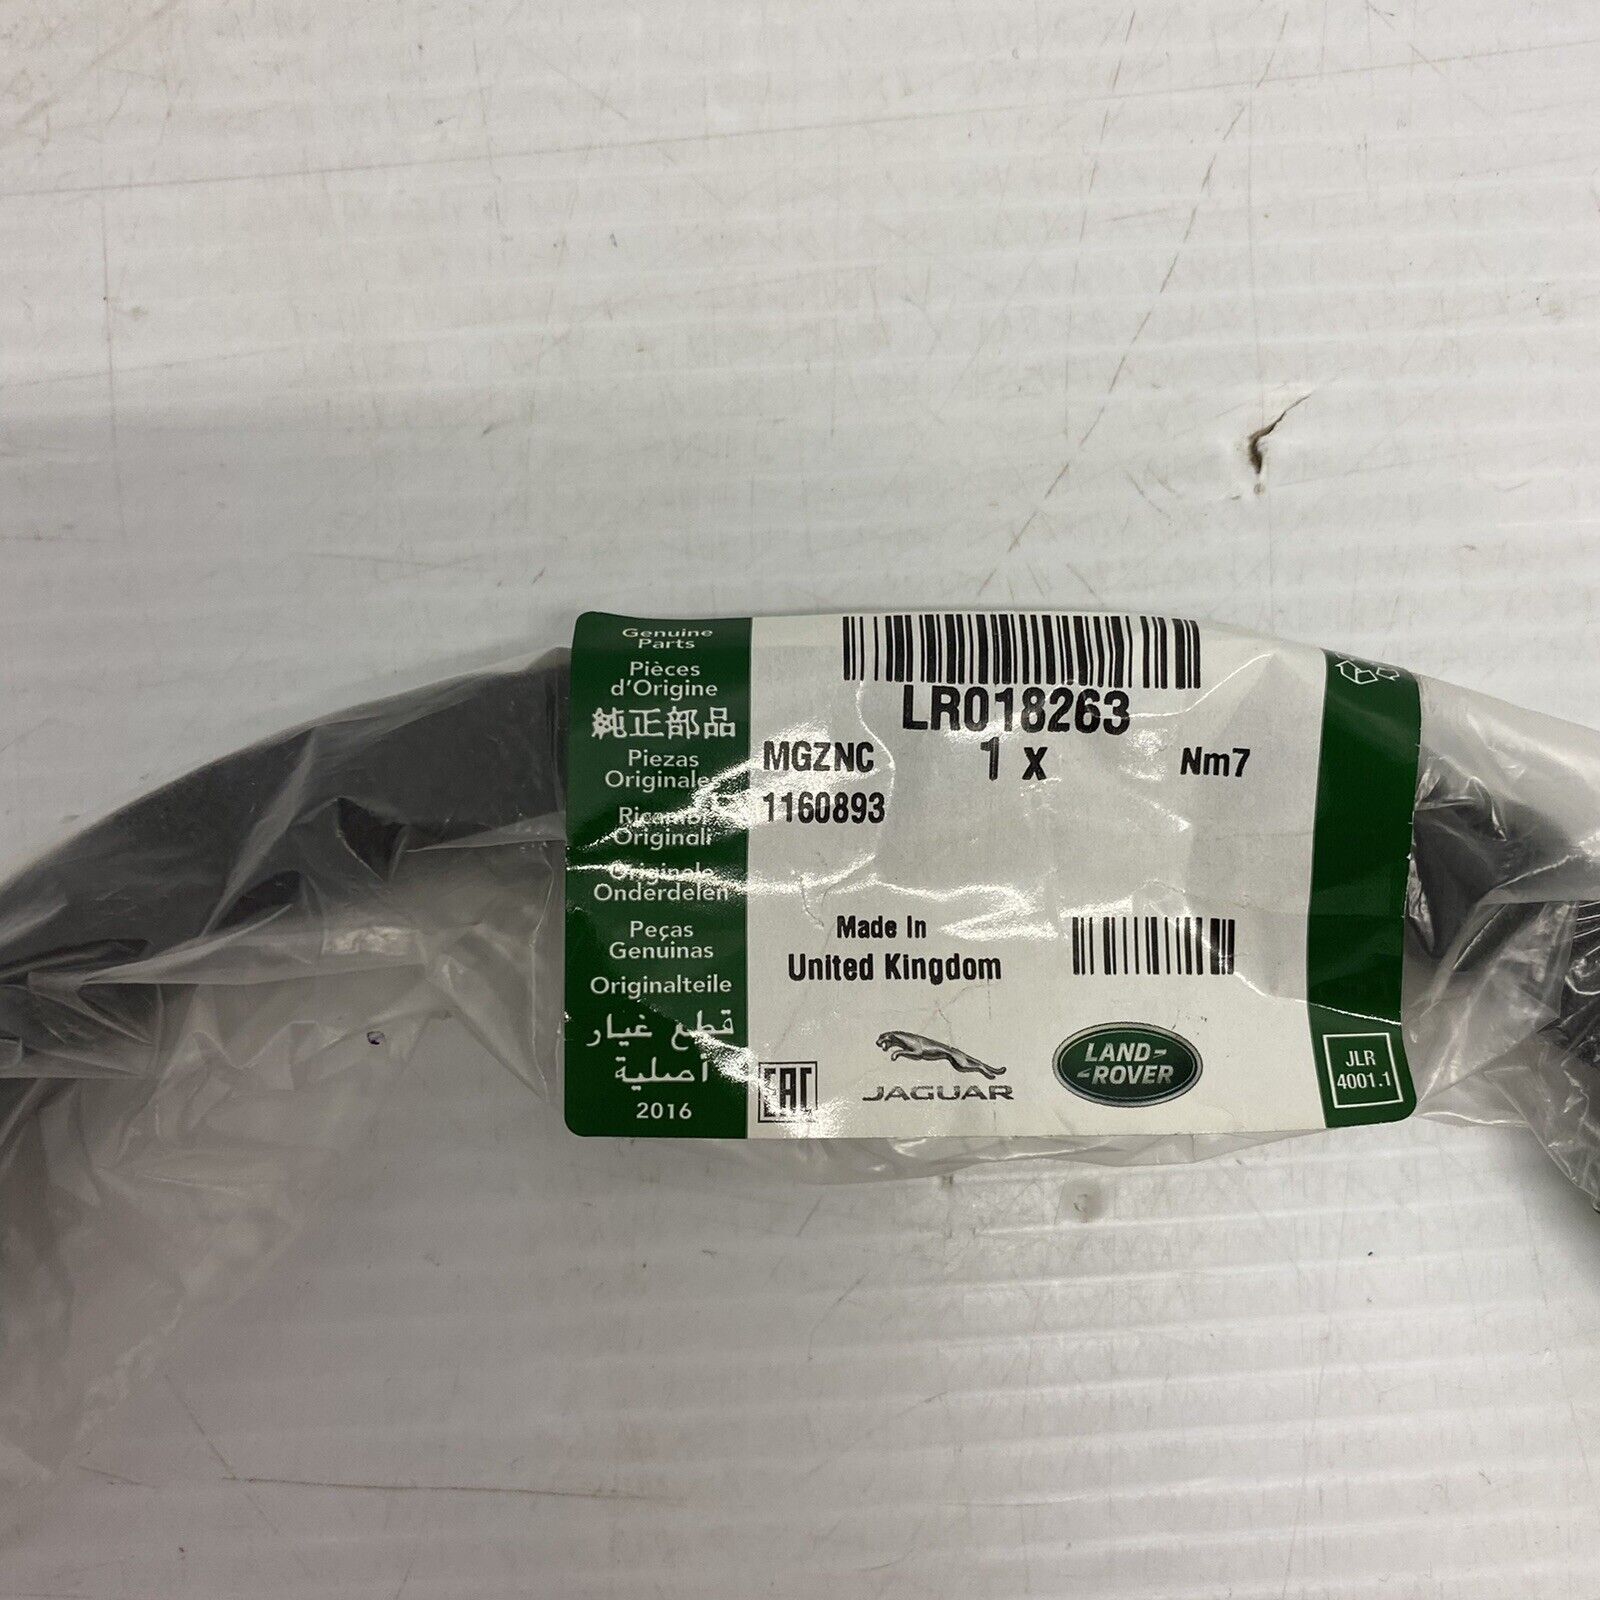 Genuine
Parts
Pièces
d'Origine
純正部品
Piezas
Originales
Ricambi
Originali
Originele
Onderdelen
Peças
Genuinas
Originalteile
قطع غيار
أصلية
2016
LR018263
MGZNC 1 x Nm7
1160893
Made In
United Kingdom
EAC
JAGUAR
LAND-
-ROVER
JLR
4001.1